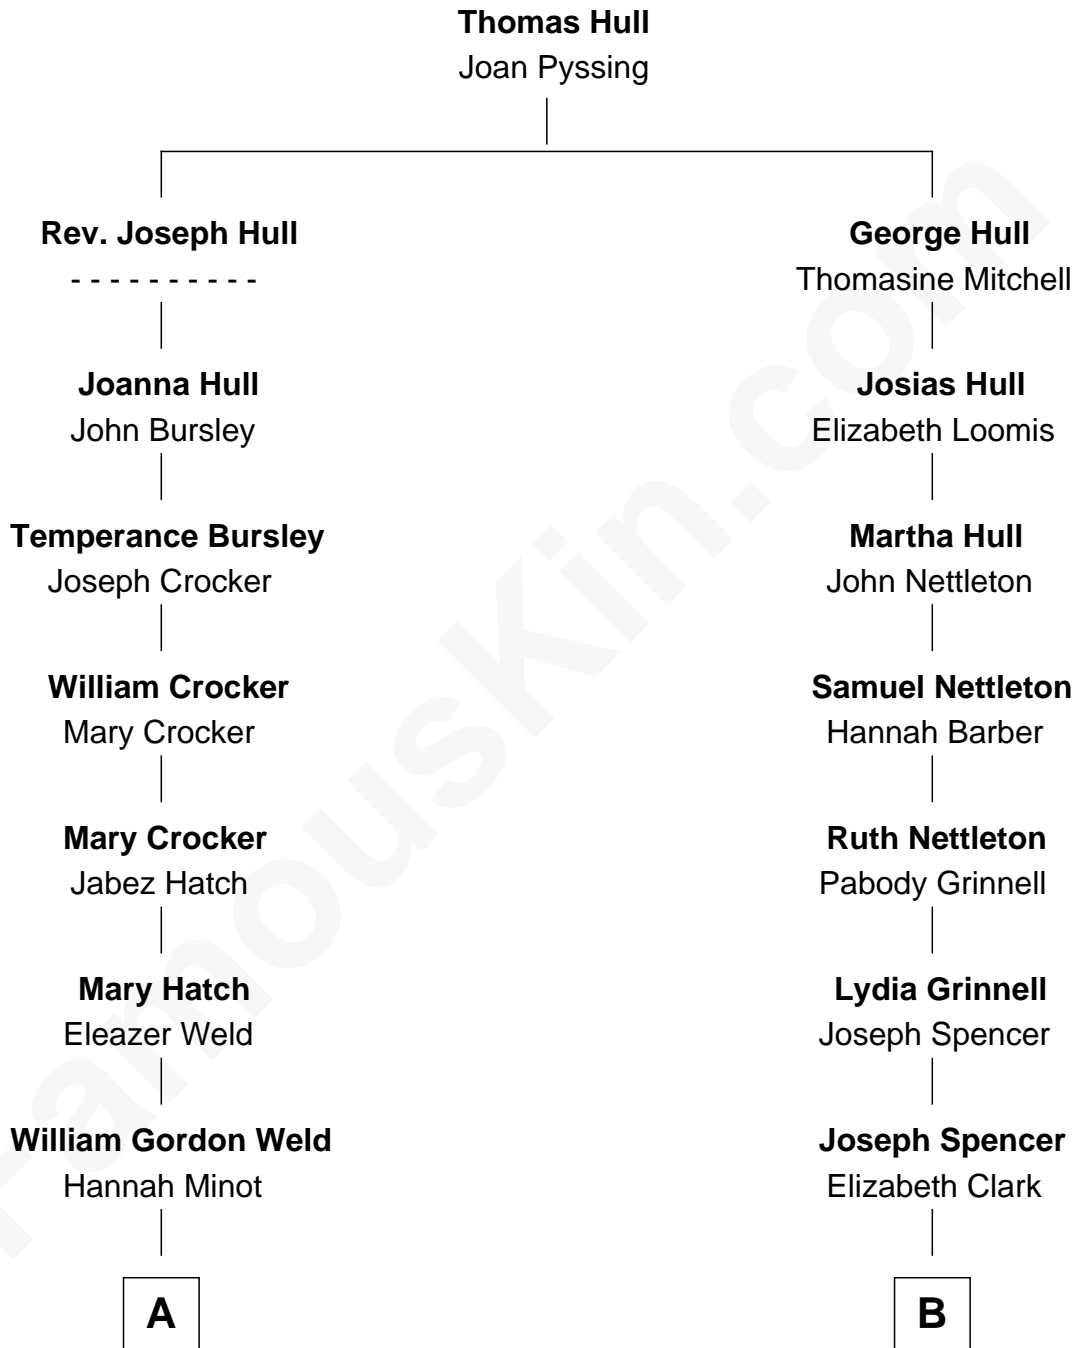 Thomas Hull
Joan Pyssing
Rev. Joseph Hull
- - - - - - - - - -
Joanna Hull
John Bursley
Temperance Bursley
Joseph Crocker
William Crocker
Mary Crocker
Mary Crocker
Jabez Hatch
Mary Hatch
Eleazer Weld
William Gordon Weld
Hannah Minot
A
George Hull
Thomasine Mitchell
Josias Hull
Elizabeth Loomis
Martha Hull
John Nettleton
Samuel Nettleton
Hannah Barber
Ruth Nettleton
Pabody Grinnell
Lydia Grinnell
Joseph Spencer
Joseph Spencer
Elizabeth Clark
B
FamousKin.com